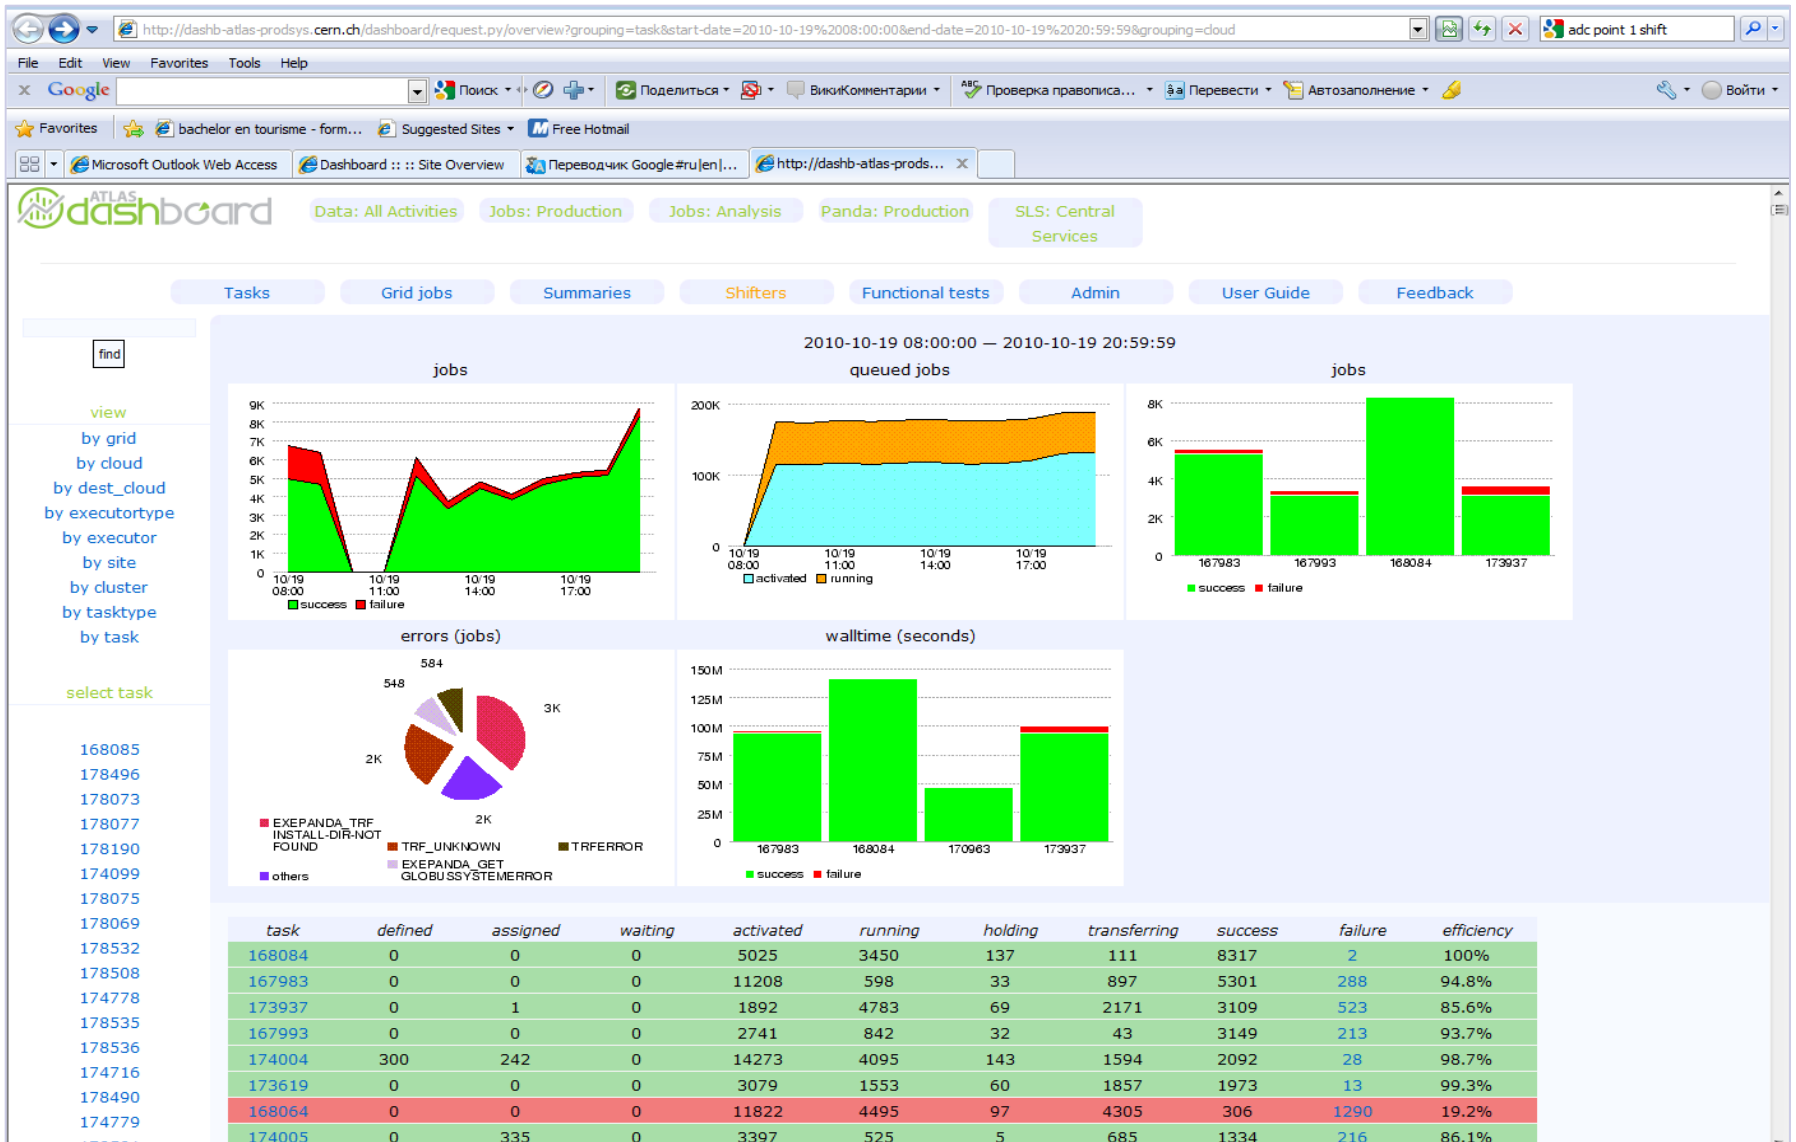 http://dashb-atlas-prodsys.cern.ch/dashboard/request.py/overview?grouping=task&start-date=2010-10-19%2008:00:00&end-date=2010-10-19%2020:59:59&grouping=cloud adc point 1 shift
File Edit View Favorites Tools Help
x Google Поиск Поделиться ВикиКомментарии ABC Проверка правописа... Перевести Автозаполнение Войти
Favorites bachelor en tourisme - form... Suggested Sites Free Hotmail
Microsoft Outlook Web Access Dashboard :: :: Site Overview Переводчик Google#ru|en|... http://dashb-atlas-prods... X
ATLAS
dashboard
Data: All Activities Jobs: Production Jobs: Analysis Panda: Production SLS: Central
Services
Tasks Grid jobs Summaries Shifters Functional tests Admin User Guide Feedback
find
view
by grid
by cloud
by dest_cloud
by executortype
by executor
by site
by cluster
by tasktype
by task
select task
168085
178496
178073
178077
178190
174099
178075
178069
178532
178508
174778
178535
178536
174716
178490
174779
2010-10-19 08:00:00 — 2010-10-19 20:59:59
jobs
9K
8K
7K
6K
5K
4K
3K
2K
1K
0
10/19 10/19 10/19 10/19
08:00 11:00 14:00 17:00
success failure
queued jobs
200K
100K
0
10/19 10/19 10/19 10/19
08:00 11:00 14:00 17:00
activated running
jobs
8K
6K
4K
2K
0
167983 167993 168084 173937
success failure
errors (jobs)
584
548
3K
2K
2K
EXEPANDA_TRF
INSTALL-DIR-NOT
FOUND TRF_UNKNOWN TRFERROR
EXEPANDA_GET
others GLOBUSSYSTEMERROR
walltime (seconds)
150M
125M
100M
75M
50M
25M
0
167983 168084 170963 173937
success failure
task defined assigned waiting activated running holding transferring success failure efficiency
168084 0 0 0 5025 3450 137 111 8317 2 100%
167983 0 0 0 11208 598 33 897 5301 288 94.8%
173937 0 1 0 1892 4783 69 2171 3109 523 85.6%
167993 0 0 0 2741 842 32 43 3149 213 93.7%
174004 300 242 0 14273 4095 143 1594 2092 28 98.7%
173619 0 0 0 3079 1553 60 1857 1973 13 99.3%
168064 0 0 0 11822 4495 97 4305 306 1290 19.2%
174005 0 335 0 3397 525 5 685 1334 216 86.1%